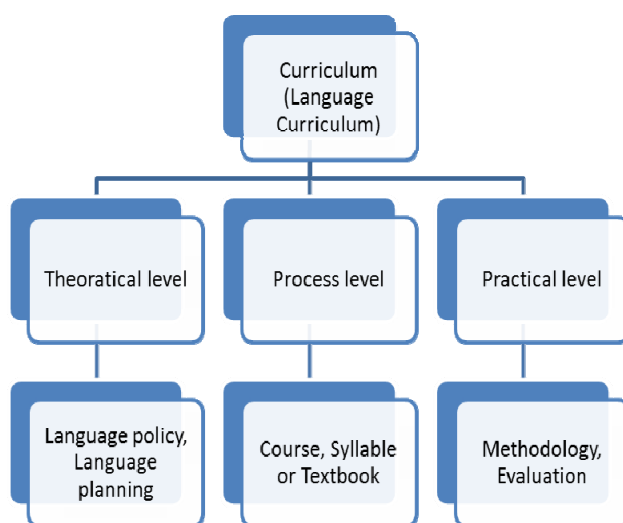 Curriculum
(Language
Curriculum)
Theoratical level
Process level
Practical level
Language policy,
Language
planning
Course, Syllable
or Textbook
Methodology,
Evaluation